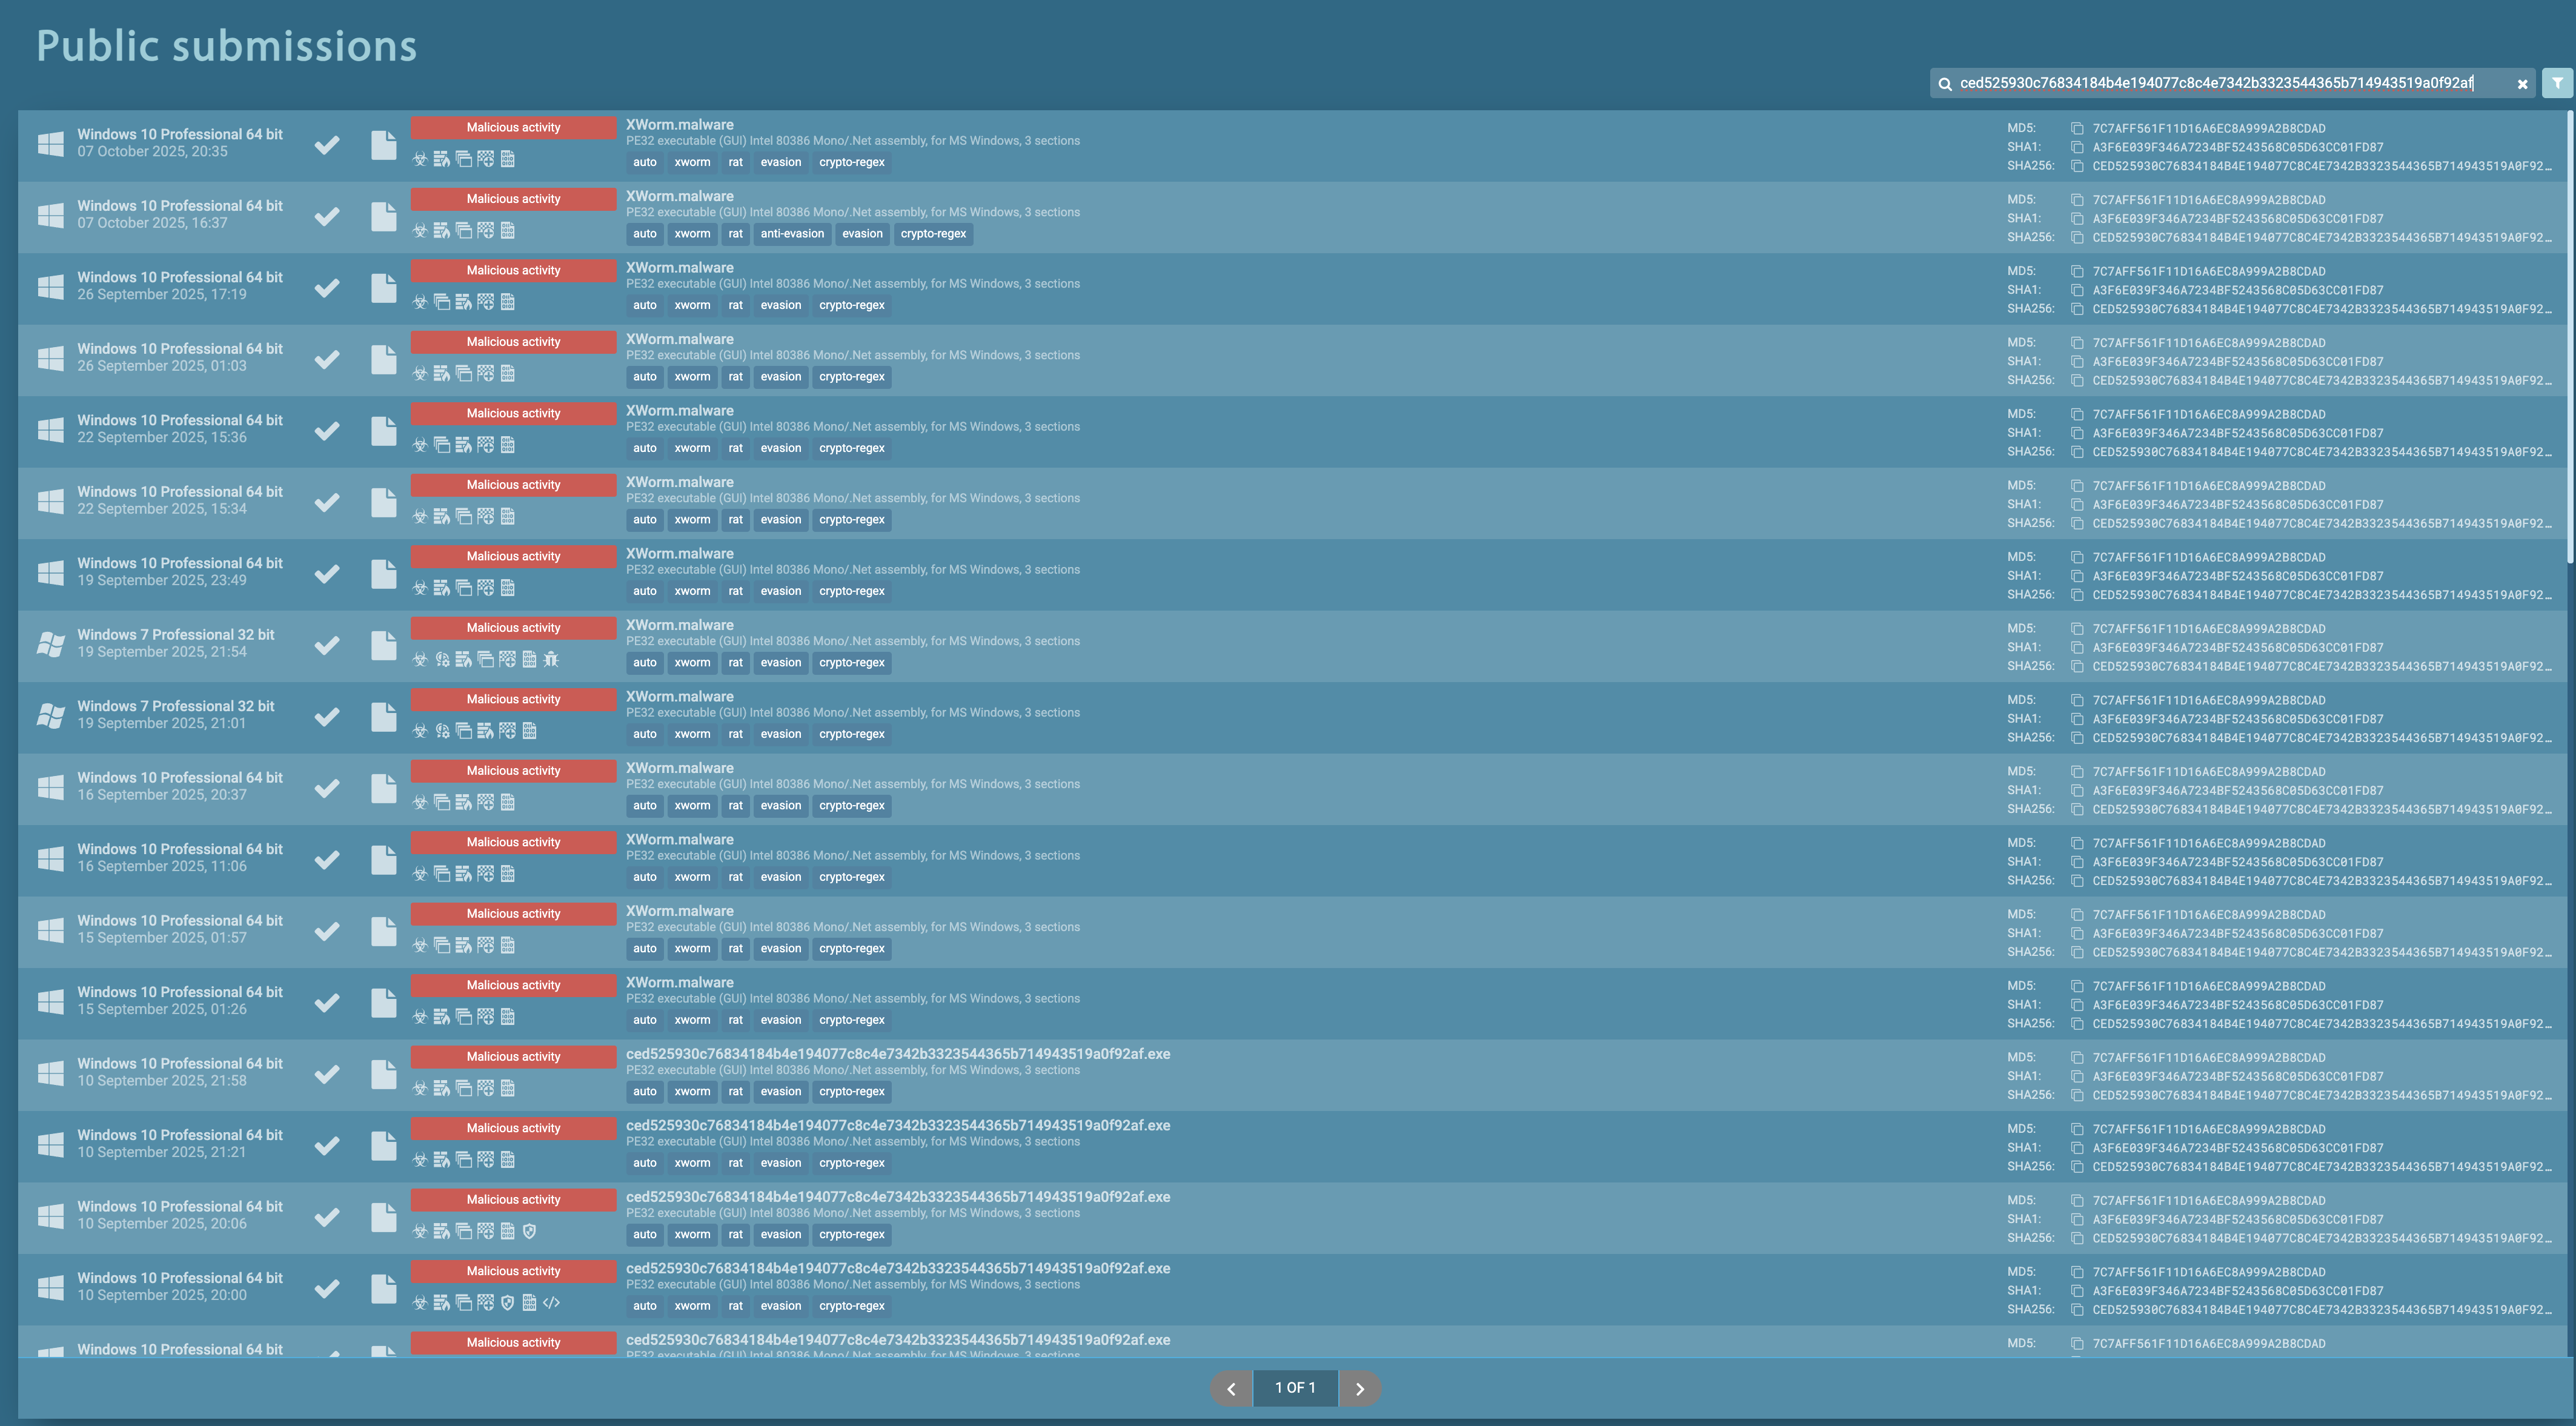 Public submissions
ced525930c76834184b4e194077c8c4e7342b3323544365b714943519a0f92af
Windows 10 Professional 64 bit
07 October 2025, 20:35
Malicious activity
XWorm.malware
PE32 executable (GUI) Intel 80386 Mono/.Net assembly, for MS Windows, 3 sections
auto xworm rat evasion crypto-regex
MD5: 7C7AFF561F11D16A6EC8A999A2B8CDAD
SHA1: A3F6E039F346A7234BF5243568C05D63CC01FD87
SHA256: CED525930C76834184B4E194077C8C4E7342B3323544365B714943519A0F92…
Windows 10 Professional 64 bit
07 October 2025, 16:37
Malicious activity
XWorm.malware
PE32 executable (GUI) Intel 80386 Mono/.Net assembly, for MS Windows, 3 sections
auto xworm rat anti-evasion evasion crypto-regex
MD5: 7C7AFF561F11D16A6EC8A999A2B8CDAD
SHA1: A3F6E039F346A7234BF5243568C05D63CC01FD87
SHA256: CED525930C76834184B4E194077C8C4E7342B3323544365B714943519A0F92…
Windows 10 Professional 64 bit
26 September 2025, 17:19
Malicious activity
XWorm.malware
PE32 executable (GUI) Intel 80386 Mono/.Net assembly, for MS Windows, 3 sections
auto xworm rat evasion crypto-regex
MD5: 7C7AFF561F11D16A6EC8A999A2B8CDAD
SHA1: A3F6E039F346A7234BF5243568C05D63CC01FD87
SHA256: CED525930C76834184B4E194077C8C4E7342B3323544365B714943519A0F92…
Windows 10 Professional 64 bit
26 September 2025, 01:03
Malicious activity
XWorm.malware
PE32 executable (GUI) Intel 80386 Mono/.Net assembly, for MS Windows, 3 sections
auto xworm rat evasion crypto-regex
MD5: 7C7AFF561F11D16A6EC8A999A2B8CDAD
SHA1: A3F6E039F346A7234BF5243568C05D63CC01FD87
SHA256: CED525930C76834184B4E194077C8C4E7342B3323544365B714943519A0F92…
Windows 10 Professional 64 bit
22 September 2025, 15:36
Malicious activity
XWorm.malware
PE32 executable (GUI) Intel 80386 Mono/.Net assembly, for MS Windows, 3 sections
auto xworm rat evasion crypto-regex
MD5: 7C7AFF561F11D16A6EC8A999A2B8CDAD
SHA1: A3F6E039F346A7234BF5243568C05D63CC01FD87
SHA256: CED525930C76834184B4E194077C8C4E7342B3323544365B714943519A0F92…
Windows 10 Professional 64 bit
22 September 2025, 15:34
Malicious activity
XWorm.malware
PE32 executable (GUI) Intel 80386 Mono/.Net assembly, for MS Windows, 3 sections
auto xworm rat evasion crypto-regex
MD5: 7C7AFF561F11D16A6EC8A999A2B8CDAD
SHA1: A3F6E039F346A7234BF5243568C05D63CC01FD87
SHA256: CED525930C76834184B4E194077C8C4E7342B3323544365B714943519A0F92…
Windows 10 Professional 64 bit
19 September 2025, 23:49
Malicious activity
XWorm.malware
PE32 executable (GUI) Intel 80386 Mono/.Net assembly, for MS Windows, 3 sections
auto xworm rat evasion crypto-regex
MD5: 7C7AFF561F11D16A6EC8A999A2B8CDAD
SHA1: A3F6E039F346A7234BF5243568C05D63CC01FD87
SHA256: CED525930C76834184B4E194077C8C4E7342B3323544365B714943519A0F92…
Windows 7 Professional 32 bit
19 September 2025, 21:54
Malicious activity
XWorm.malware
PE32 executable (GUI) Intel 80386 Mono/.Net assembly, for MS Windows, 3 sections
auto xworm rat evasion crypto-regex
MD5: 7C7AFF561F11D16A6EC8A999A2B8CDAD
SHA1: A3F6E039F346A7234BF5243568C05D63CC01FD87
SHA256: CED525930C76834184B4E194077C8C4E7342B3323544365B714943519A0F92…
Windows 7 Professional 32 bit
19 September 2025, 21:01
Malicious activity
XWorm.malware
PE32 executable (GUI) Intel 80386 Mono/.Net assembly, for MS Windows, 3 sections
auto xworm rat evasion crypto-regex
MD5: 7C7AFF561F11D16A6EC8A999A2B8CDAD
SHA1: A3F6E039F346A7234BF5243568C05D63CC01FD87
SHA256: CED525930C76834184B4E194077C8C4E7342B3323544365B714943519A0F92…
Windows 10 Professional 64 bit
16 September 2025, 20:37
Malicious activity
XWorm.malware
PE32 executable (GUI) Intel 80386 Mono/.Net assembly, for MS Windows, 3 sections
auto xworm rat evasion crypto-regex
MD5: 7C7AFF561F11D16A6EC8A999A2B8CDAD
SHA1: A3F6E039F346A7234BF5243568C05D63CC01FD87
SHA256: CED525930C76834184B4E194077C8C4E7342B3323544365B714943519A0F92…
Windows 10 Professional 64 bit
16 September 2025, 11:06
Malicious activity
XWorm.malware
PE32 executable (GUI) Intel 80386 Mono/.Net assembly, for MS Windows, 3 sections
auto xworm rat evasion crypto-regex
MD5: 7C7AFF561F11D16A6EC8A999A2B8CDAD
SHA1: A3F6E039F346A7234BF5243568C05D63CC01FD87
SHA256: CED525930C76834184B4E194077C8C4E7342B3323544365B714943519A0F92…
Windows 10 Professional 64 bit
15 September 2025, 01:57
Malicious activity
XWorm.malware
PE32 executable (GUI) Intel 80386 Mono/.Net assembly, for MS Windows, 3 sections
auto xworm rat evasion crypto-regex
MD5: 7C7AFF561F11D16A6EC8A999A2B8CDAD
SHA1: A3F6E039F346A7234BF5243568C05D63CC01FD87
SHA256: CED525930C76834184B4E194077C8C4E7342B3323544365B714943519A0F92…
Windows 10 Professional 64 bit
15 September 2025, 01:26
Malicious activity
XWorm.malware
PE32 executable (GUI) Intel 80386 Mono/.Net assembly, for MS Windows, 3 sections
auto xworm rat evasion crypto-regex
MD5: 7C7AFF561F11D16A6EC8A999A2B8CDAD
SHA1: A3F6E039F346A7234BF5243568C05D63CC01FD87
SHA256: CED525930C76834184B4E194077C8C4E7342B3323544365B714943519A0F92…
Windows 10 Professional 64 bit
10 September 2025, 21:58
Malicious activity
ced525930c76834184b4e194077c8c4e7342b3323544365b714943519a0f92af.exe
PE32 executable (GUI) Intel 80386 Mono/.Net assembly, for MS Windows, 3 sections
auto xworm rat evasion crypto-regex
MD5: 7C7AFF561F11D16A6EC8A999A2B8CDAD
SHA1: A3F6E039F346A7234BF5243568C05D63CC01FD87
SHA256: CED525930C76834184B4E194077C8C4E7342B3323544365B714943519A0F92…
Windows 10 Professional 64 bit
10 September 2025, 21:21
Malicious activity
ced525930c76834184b4e194077c8c4e7342b3323544365b714943519a0f92af.exe
PE32 executable (GUI) Intel 80386 Mono/.Net assembly, for MS Windows, 3 sections
auto xworm rat evasion crypto-regex
MD5: 7C7AFF561F11D16A6EC8A999A2B8CDAD
SHA1: A3F6E039F346A7234BF5243568C05D63CC01FD87
SHA256: CED525930C76834184B4E194077C8C4E7342B3323544365B714943519A0F92…
Windows 10 Professional 64 bit
10 September 2025, 20:06
Malicious activity
ced525930c76834184b4e194077c8c4e7342b3323544365b714943519a0f92af.exe
PE32 executable (GUI) Intel 80386 Mono/.Net assembly, for MS Windows, 3 sections
auto xworm rat evasion crypto-regex
MD5: 7C7AFF561F11D16A6EC8A999A2B8CDAD
SHA1: A3F6E039F346A7234BF5243568C05D63CC01FD87
SHA256: CED525930C76834184B4E194077C8C4E7342B3323544365B714943519A0F92…
Windows 10 Professional 64 bit
10 September 2025, 20:00
Malicious activity
ced525930c76834184b4e194077c8c4e7342b3323544365b714943519a0f92af.exe
PE32 executable (GUI) Intel 80386 Mono/.Net assembly, for MS Windows, 3 sections
auto xworm rat evasion crypto-regex
MD5: 7C7AFF561F11D16A6EC8A999A2B8CDAD
SHA1: A3F6E039F346A7234BF5243568C05D63CC01FD87
SHA256: CED525930C76834184B4E194077C8C4E7342B3323544365B714943519A0F92…
Windows 10 Professional 64 bit
Malicious activity
ced525930c76834184b4e194077c8c4e7342b3323544365b714943519a0f92af.exe
PE32 executable (GUI) Intel 80386 Mono/.Net assembly, for MS Windows, 3 sections
MD5: 7C7AFF561F11D16A6EC8A999A2B8CDAD
1 OF 1